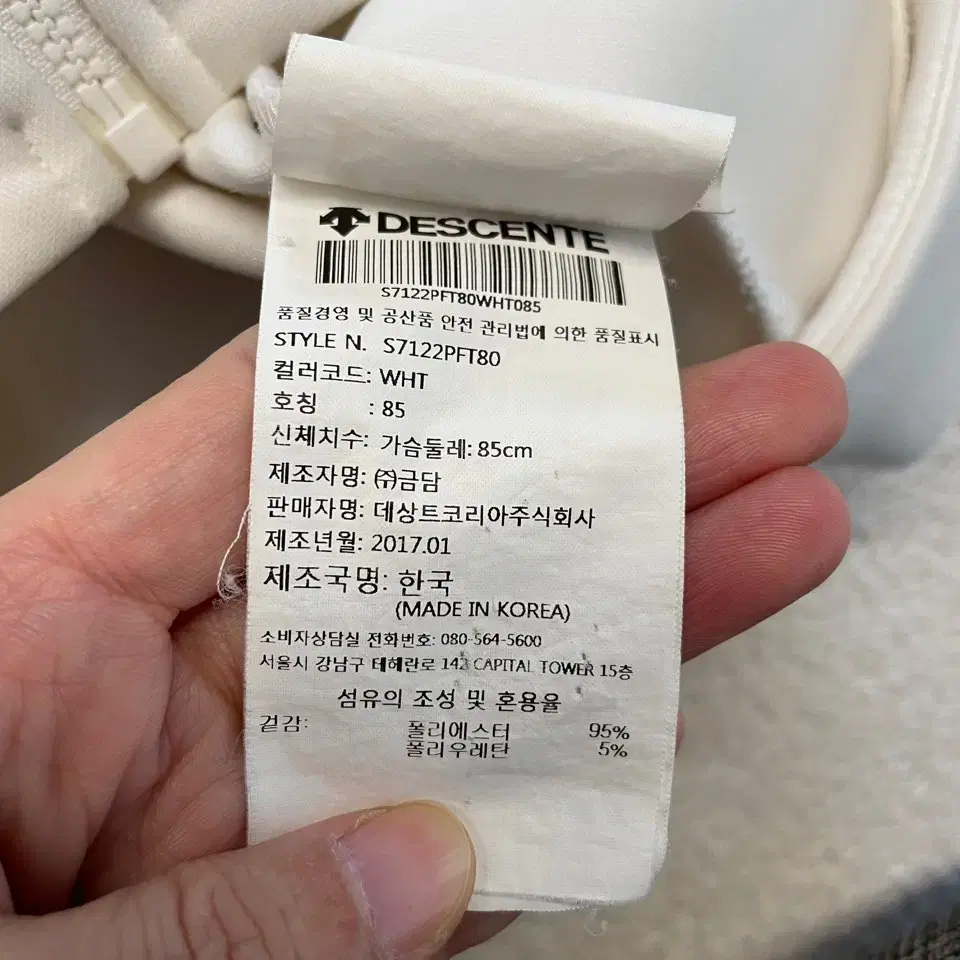 DESCENTE
S7122PFT80WHT085
품질경영 및 공산품 안전 관리법에 의한 품질표시
STYLE N. S7122PFT80
컬러코드: WHT
호칭 : 85
신체치수: 가슴둘레: 85cm
제조자명: ㈜금담
판매자명: 데상트코리아주식회사
제조년월: 2017.01
제조국명: 한국
(MADE IN KOREA)
소비자상담실 전화번호: 080-564-5600
서울시 강남구 테헤란로 142 CAPITAL TOWER 15층
섬유의 조성 및 혼용율
겉감: 폴리에스터 95%
폴리우레탄 5%